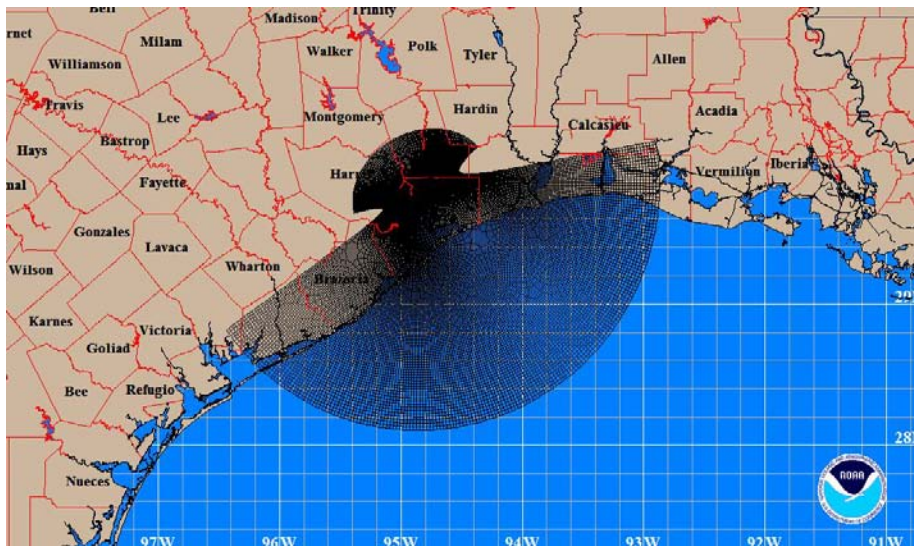 Bell
Madison
Trinity
rnet
Milam
Walker
Polk
Tyler
Allen
Williamson
Travis
Lee
Montgomery
Hardin
Calcasieu
Acadia
Bastrop
Hays
Harr
Vermilion
Iberia
mal
Fayette
Gonzales
Lavaca
Wilson
Wharton
Brazoria
29
Karnes
Victoria
Goliad
Bee
Refugio
28
Nueces
NOAA
97W
96W
95W
94W
93W
92W
91W